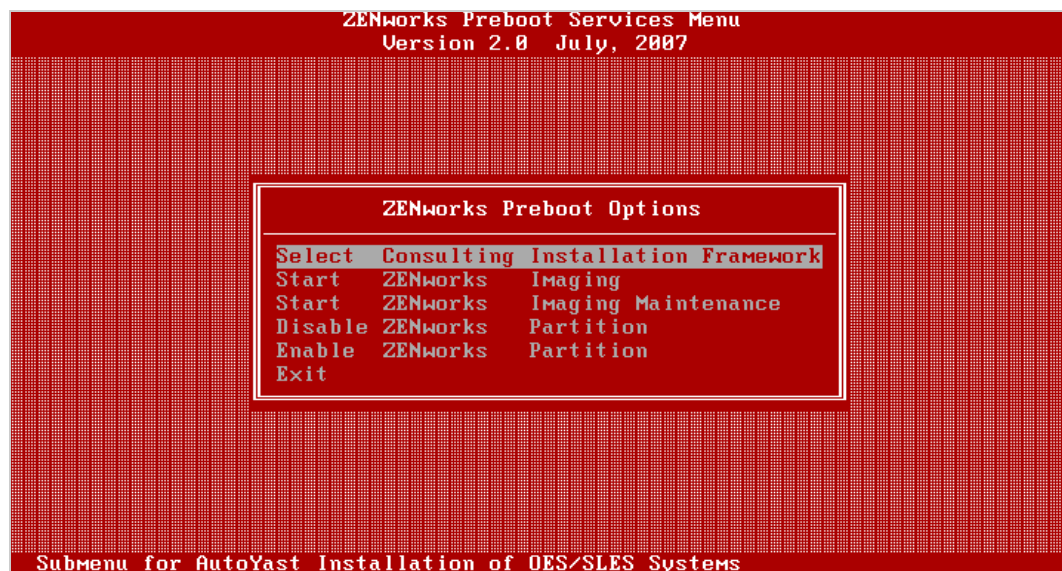 ZENworks Preboot Services Menu
Version 2.0 July, 2007
ZENworks Preboot Options
Select Consulting Installation Framework
Start ZENworks Imaging
Start ZENworks Imaging Maintenance
Disable ZENworks Partition
Enable ZENworks Partition
Exit
Submenu for AutoYast Installation of OES/SLES Systems